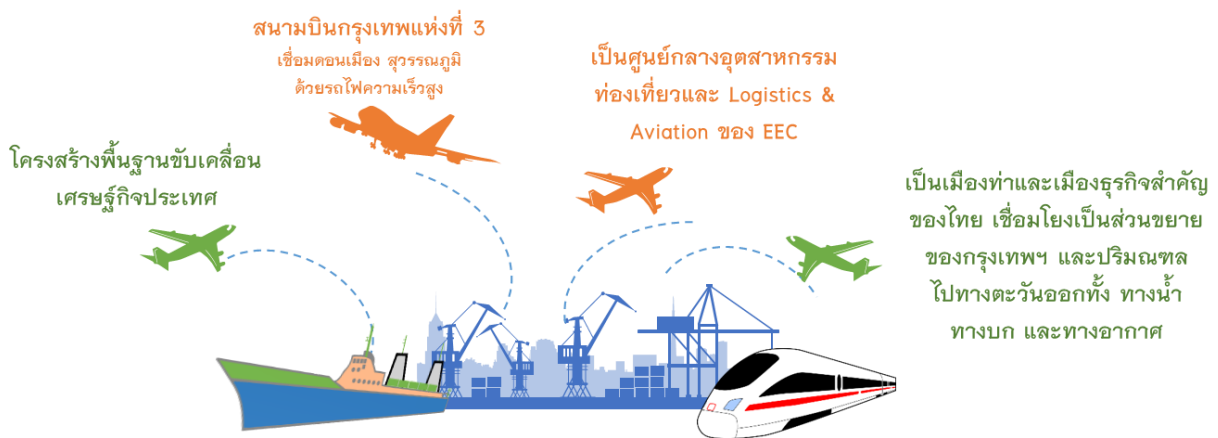 สนามบินกรุงเทพแห่งที่ 3
เชื่อมดอนเมือง สุวรรณภูมิ
ด้วยรถไฟความเร็วสูง
เป็นศูนย์กลางอุตสาหกรรม
ท่องเที่ยวและ Logistics &
Aviation ของ EEC
โครงสร้างพื้นฐานขับเคลื่อน
เศรษฐ์กิจประเทศ
เป็นเมืองท่าและเมืองธุรกิจสำคัญ
ของไทย เชื่อมโยงเป็นส่วนขยาย
ของกรุงเทพฯ และปริมณฑล
ไปทางตะวันออกทั้ง ทางน้ำ
ทางบก และทางอากาศ